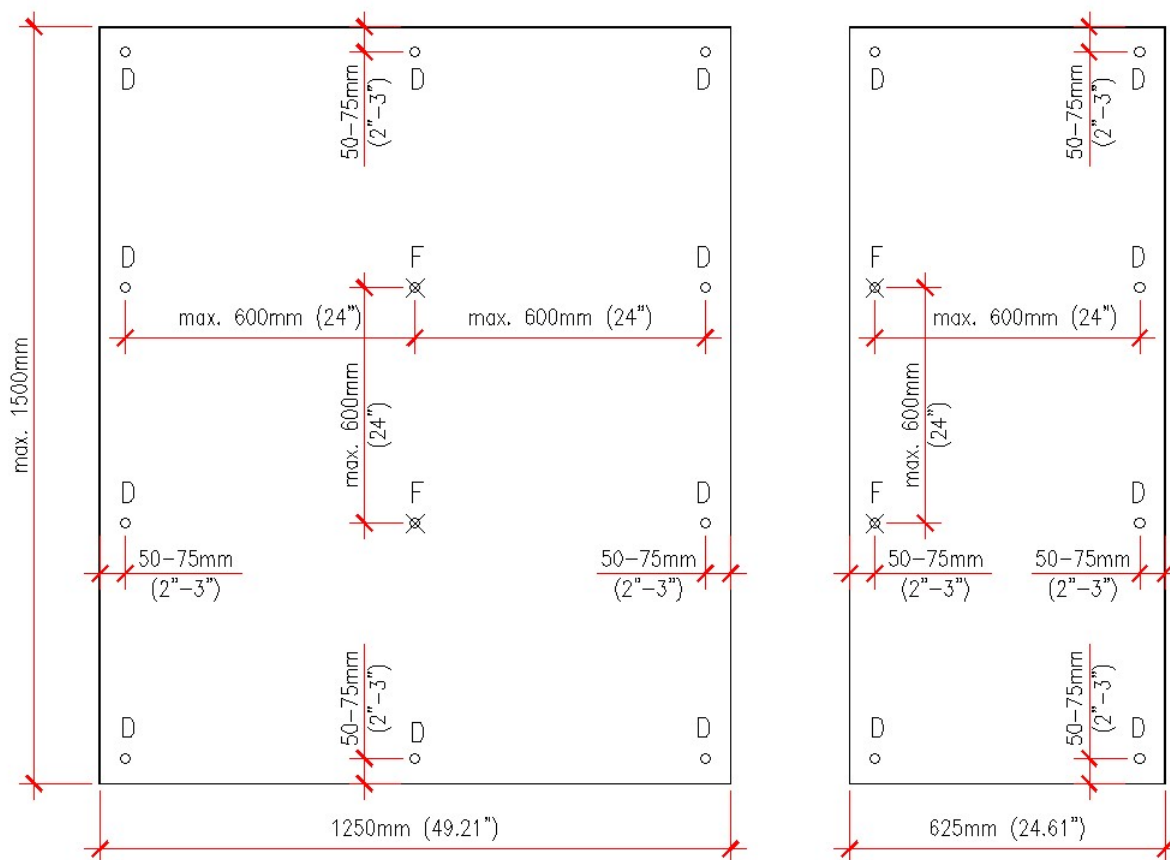 D D D D D
50-75mm
(2"-3")
50-75mm
(2"-3")
D F D F D
max. 600mm (24") max. 600mm (24") max. 600mm (24")
max. 1500mm
max. 600mm
(24")
max. 600mm
(24")
D F D F D
50-75mm 50-75mm 50-75mm 50-75mm
(2"-3") (2"-3") (2"-3") (2"-3")
50-75mm
(2"-3")
50-75mm
(2"-3")
D D D D D
1250mm (49.21") 625mm (24.61")